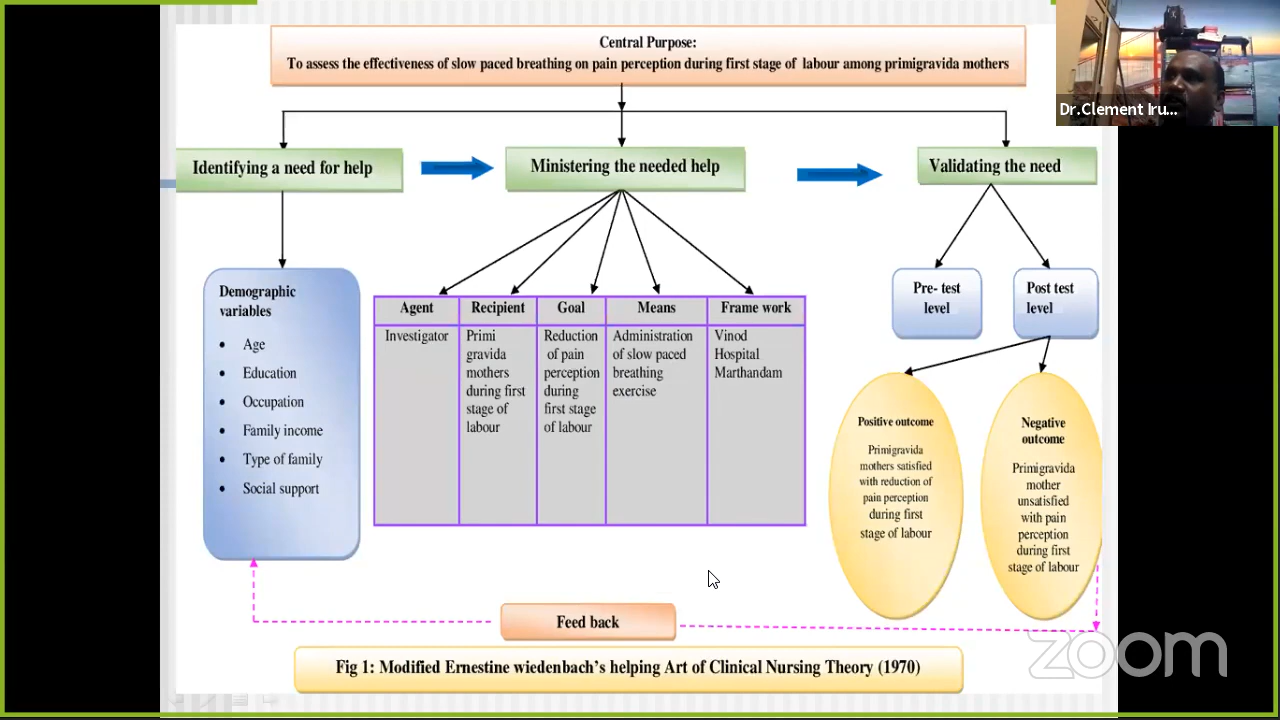 Central Purpose:
To assess the effectiveness of slow paced breathing on pain perception during first stage of labour among primigravida mothers
Dr.Clement Iru...
Identifying a need for help
Ministering the needed help
Validating the need
Demographic
variables
• Age
• Education
• Occupation
• Family income
• Type of family
• Social support
Agent
Investigator
Recipient
Primi
gravida
mothers
during first
stage of
labour
Goal
Reduction
of pain
perception
during
first stage
of labour
Means
Administration
of slow paced
breathing
exercise
Frame work
Vinod
Hospital
Marthandam
Pre- test
level
Post test
level
Positive outcome
Primigravida
mothers satisfied
with reduction of
pain perception
during first
stage of labour
Negative
outcome
Primigravida
mother
unsatisfied
with pain
perception
during first
stage of labour
Feed back
Fig 1: Modified Ernestine wiedenbach's helping Art of Clinical Nursing Theory (1970)
zoom